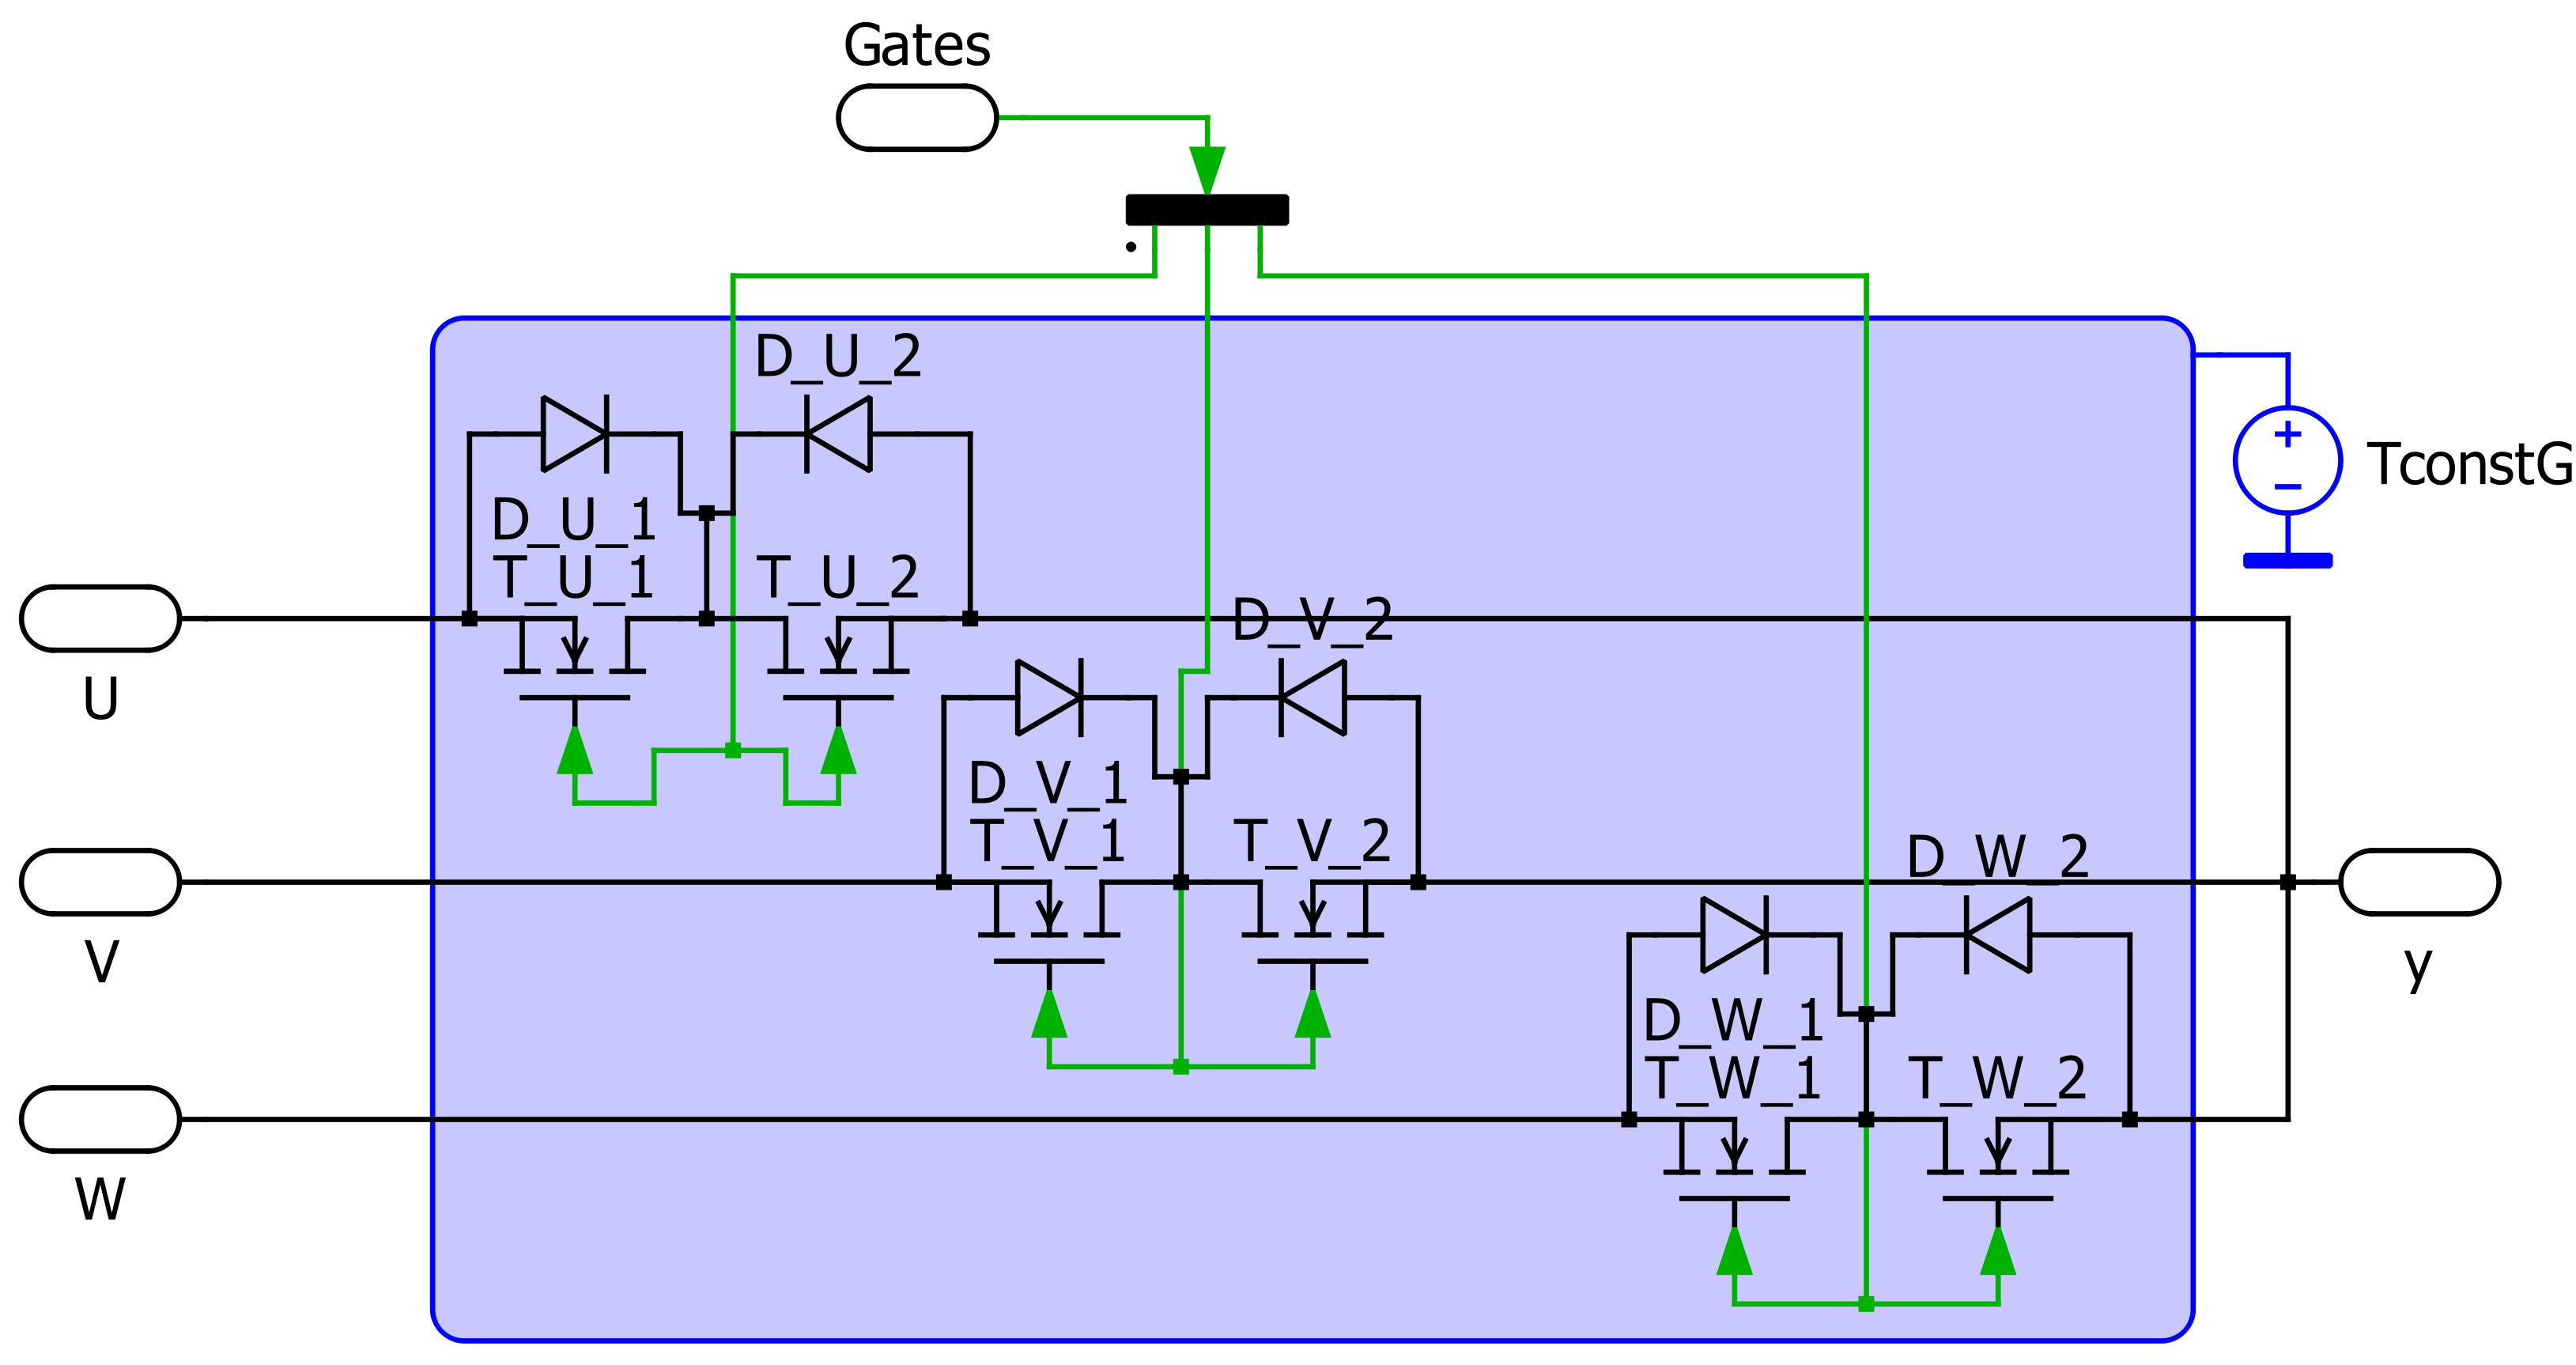 Gates
D_U_2
D_U_1
T_U_1
T_U_2
TconstG
U
D_V_2
D_V_1
T_V_1
T_V_2
V
D_W_2
y
D_W_1
T_W_1
T_W_2
W